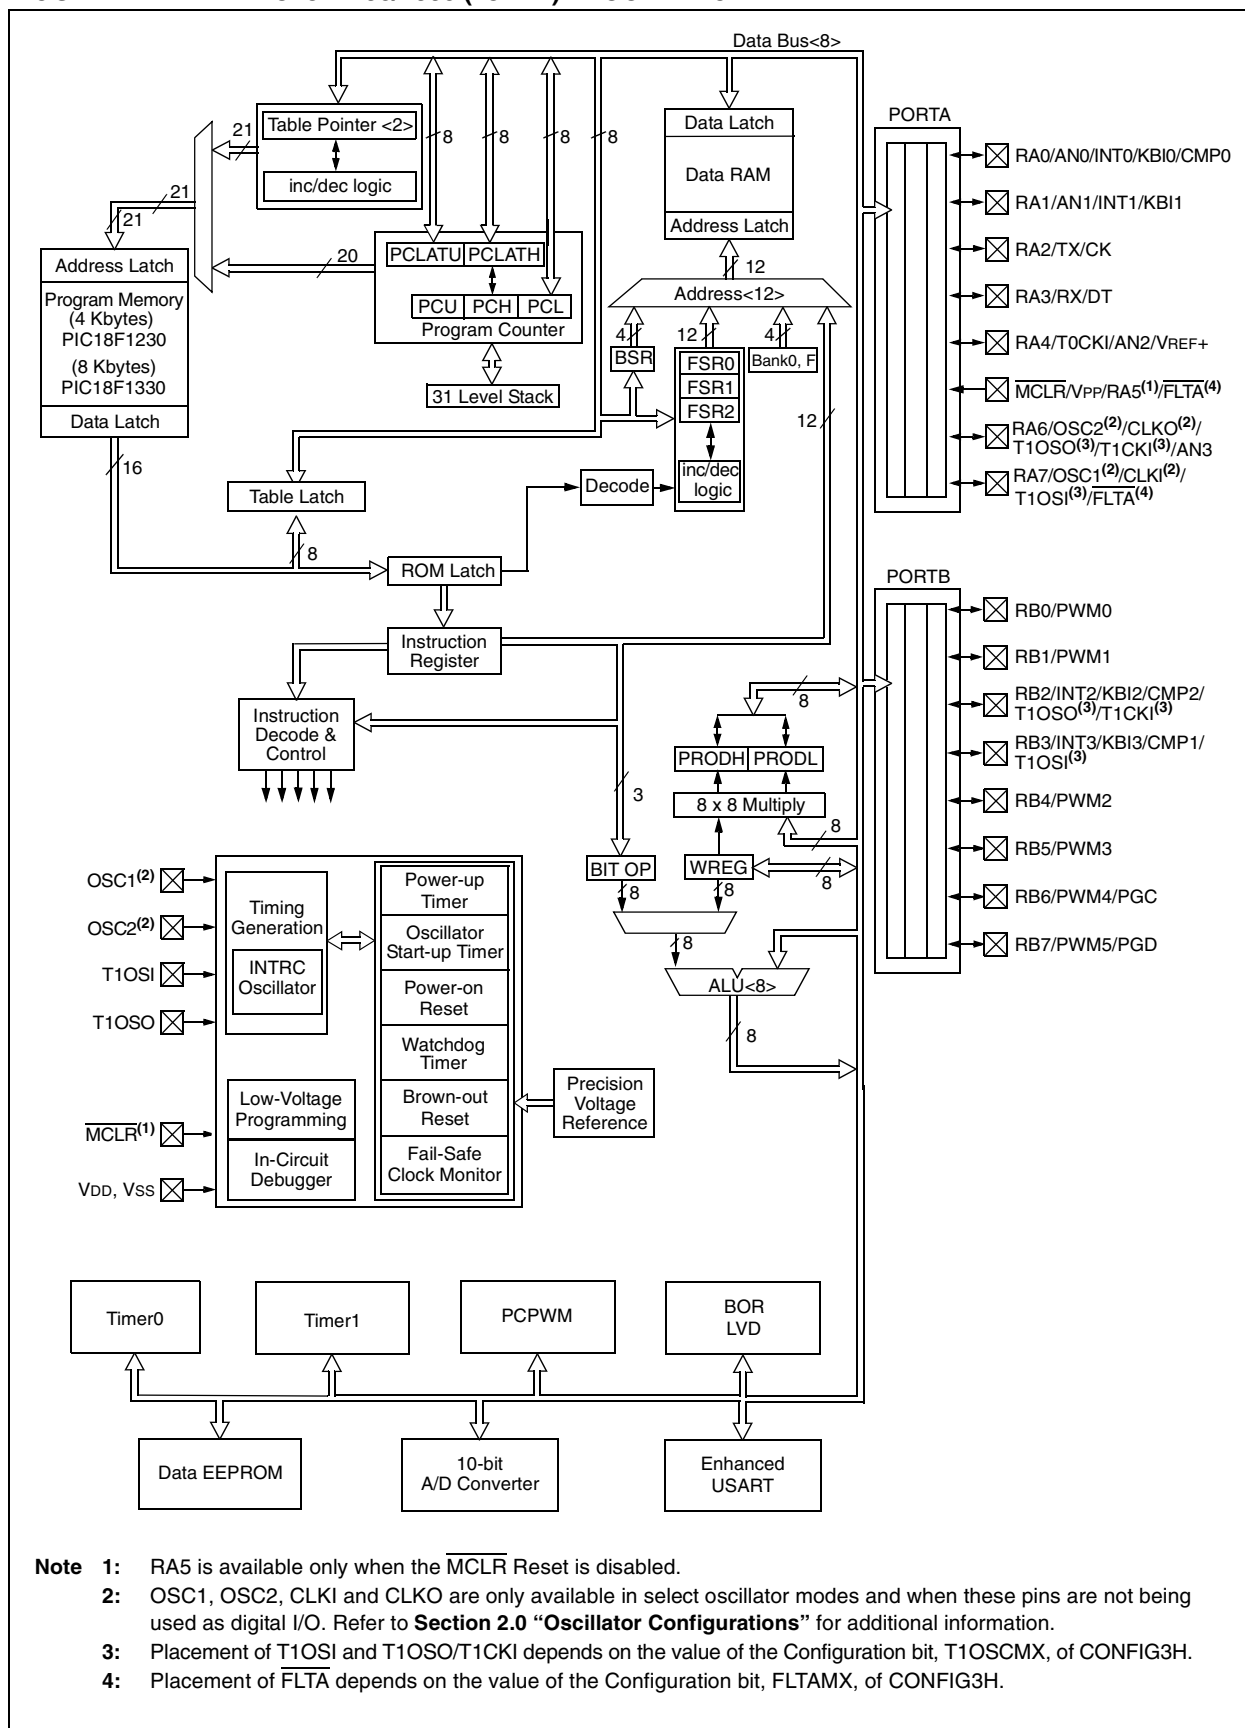 Data Bus<8>
Table Pointer <2>
inc/dec logic
21
21
21
20
8
8
8
8
Data Latch
Data RAM
Address Latch
12
Address<12>
4
12
4
BSR
FSR0
FSR1
FSR2
inc/dec
logic
Bank0, F
12
PCLATU
PCLATH
PCU
PCH
PCL
Program Counter
31 Level Stack
Address Latch
Program Memory
(4 Kbytes)
PIC18F1230
(8 Kbytes)
PIC18F1330
Data Latch
16
Table Latch
8
Decode
ROM Latch
Instruction
Register
Instruction
Decode &
Control
8
8
PRODH
PRODL
8 x 8 Multiply
3
8
BIT OP
WREG
8
8
8
8
ALU<8>
8
PORTA
RA0/AN0/INT0/KBI0/CMP0
RA1/AN1/INT1/KBI1
RA2/TX/CK
RA3/RX/DT
RA4/T0CKI/AN2/VREF+
MCLR/VPP/RA5(1)/FLTA(4)
RA6/OSC2(2)/CLKO(2)/
T1OSO(3)/T1CKI(3)/AN3
RA7/OSC1(2)/CLKI(2)/
T1OSI(3)/FLTA(4)
PORTB
RB0/PWM0
RB1/PWM1
RB2/INT2/KBI2/CMP2/
T1OSO(3)/T1CKI(3)
RB3/INT3/KBI3/CMP1/
T1OSI(3)
RB4/PWM2
RB5/PWM3
RB6/PWM4/PGC
RB7/PWM5/PGD
OSC1(2)
OSC2(2)
T1OSI
T1OSO
MCLR(1)
VDD, VSS
Timing
Generation
INTRC
Oscillator
Low-Voltage
Programming
In-Circuit
Debugger
Power-up
Timer
Oscillator
Start-up Timer
Power-on
Reset
Watchdog
Timer
Brown-out
Reset
Fail-Safe
Clock Monitor
Precision
Voltage
Reference
Timer0
Timer1
PCPWM
BOR
LVD
Data EEPROM
10-bit
A/D Converter
Enhanced
USART
Note 1: RA5 is available only when the MCLR Reset is disabled.
2: OSC1, OSC2, CLKI and CLKO are only available in select oscillator modes and when these pins are not being
used as digital I/O. Refer to Section 2.0 “Oscillator Configurations” for additional information.
3: Placement of T1OSI and T1OSO/T1CKI depends on the value of the Configuration bit, T1OSCMX, of CONFIG3H.
4: Placement of FLTA depends on the value of the Configuration bit, FLTAMX, of CONFIG3H.